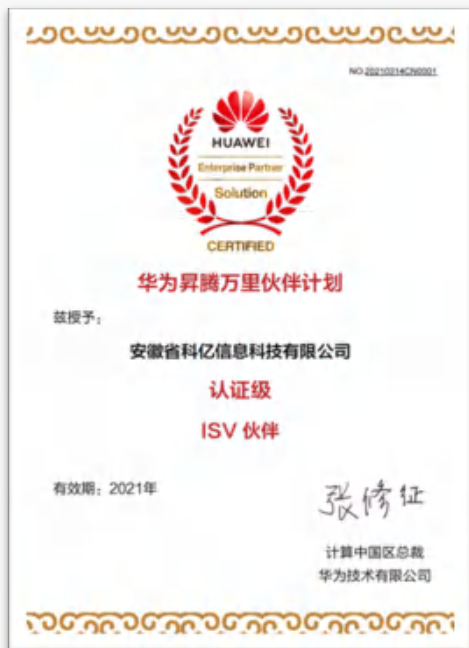 NO.20210214CN0001
HUAWEI
Enterprise Partner
Solution
CERTIFIED
华为昇腾万里伙伴计划
兹授予：
安徽省科亿信息科技有限公司
认证级
ISV 伙伴
有效期：2021年
张修征
计算中国区总裁
华为技术有限公司